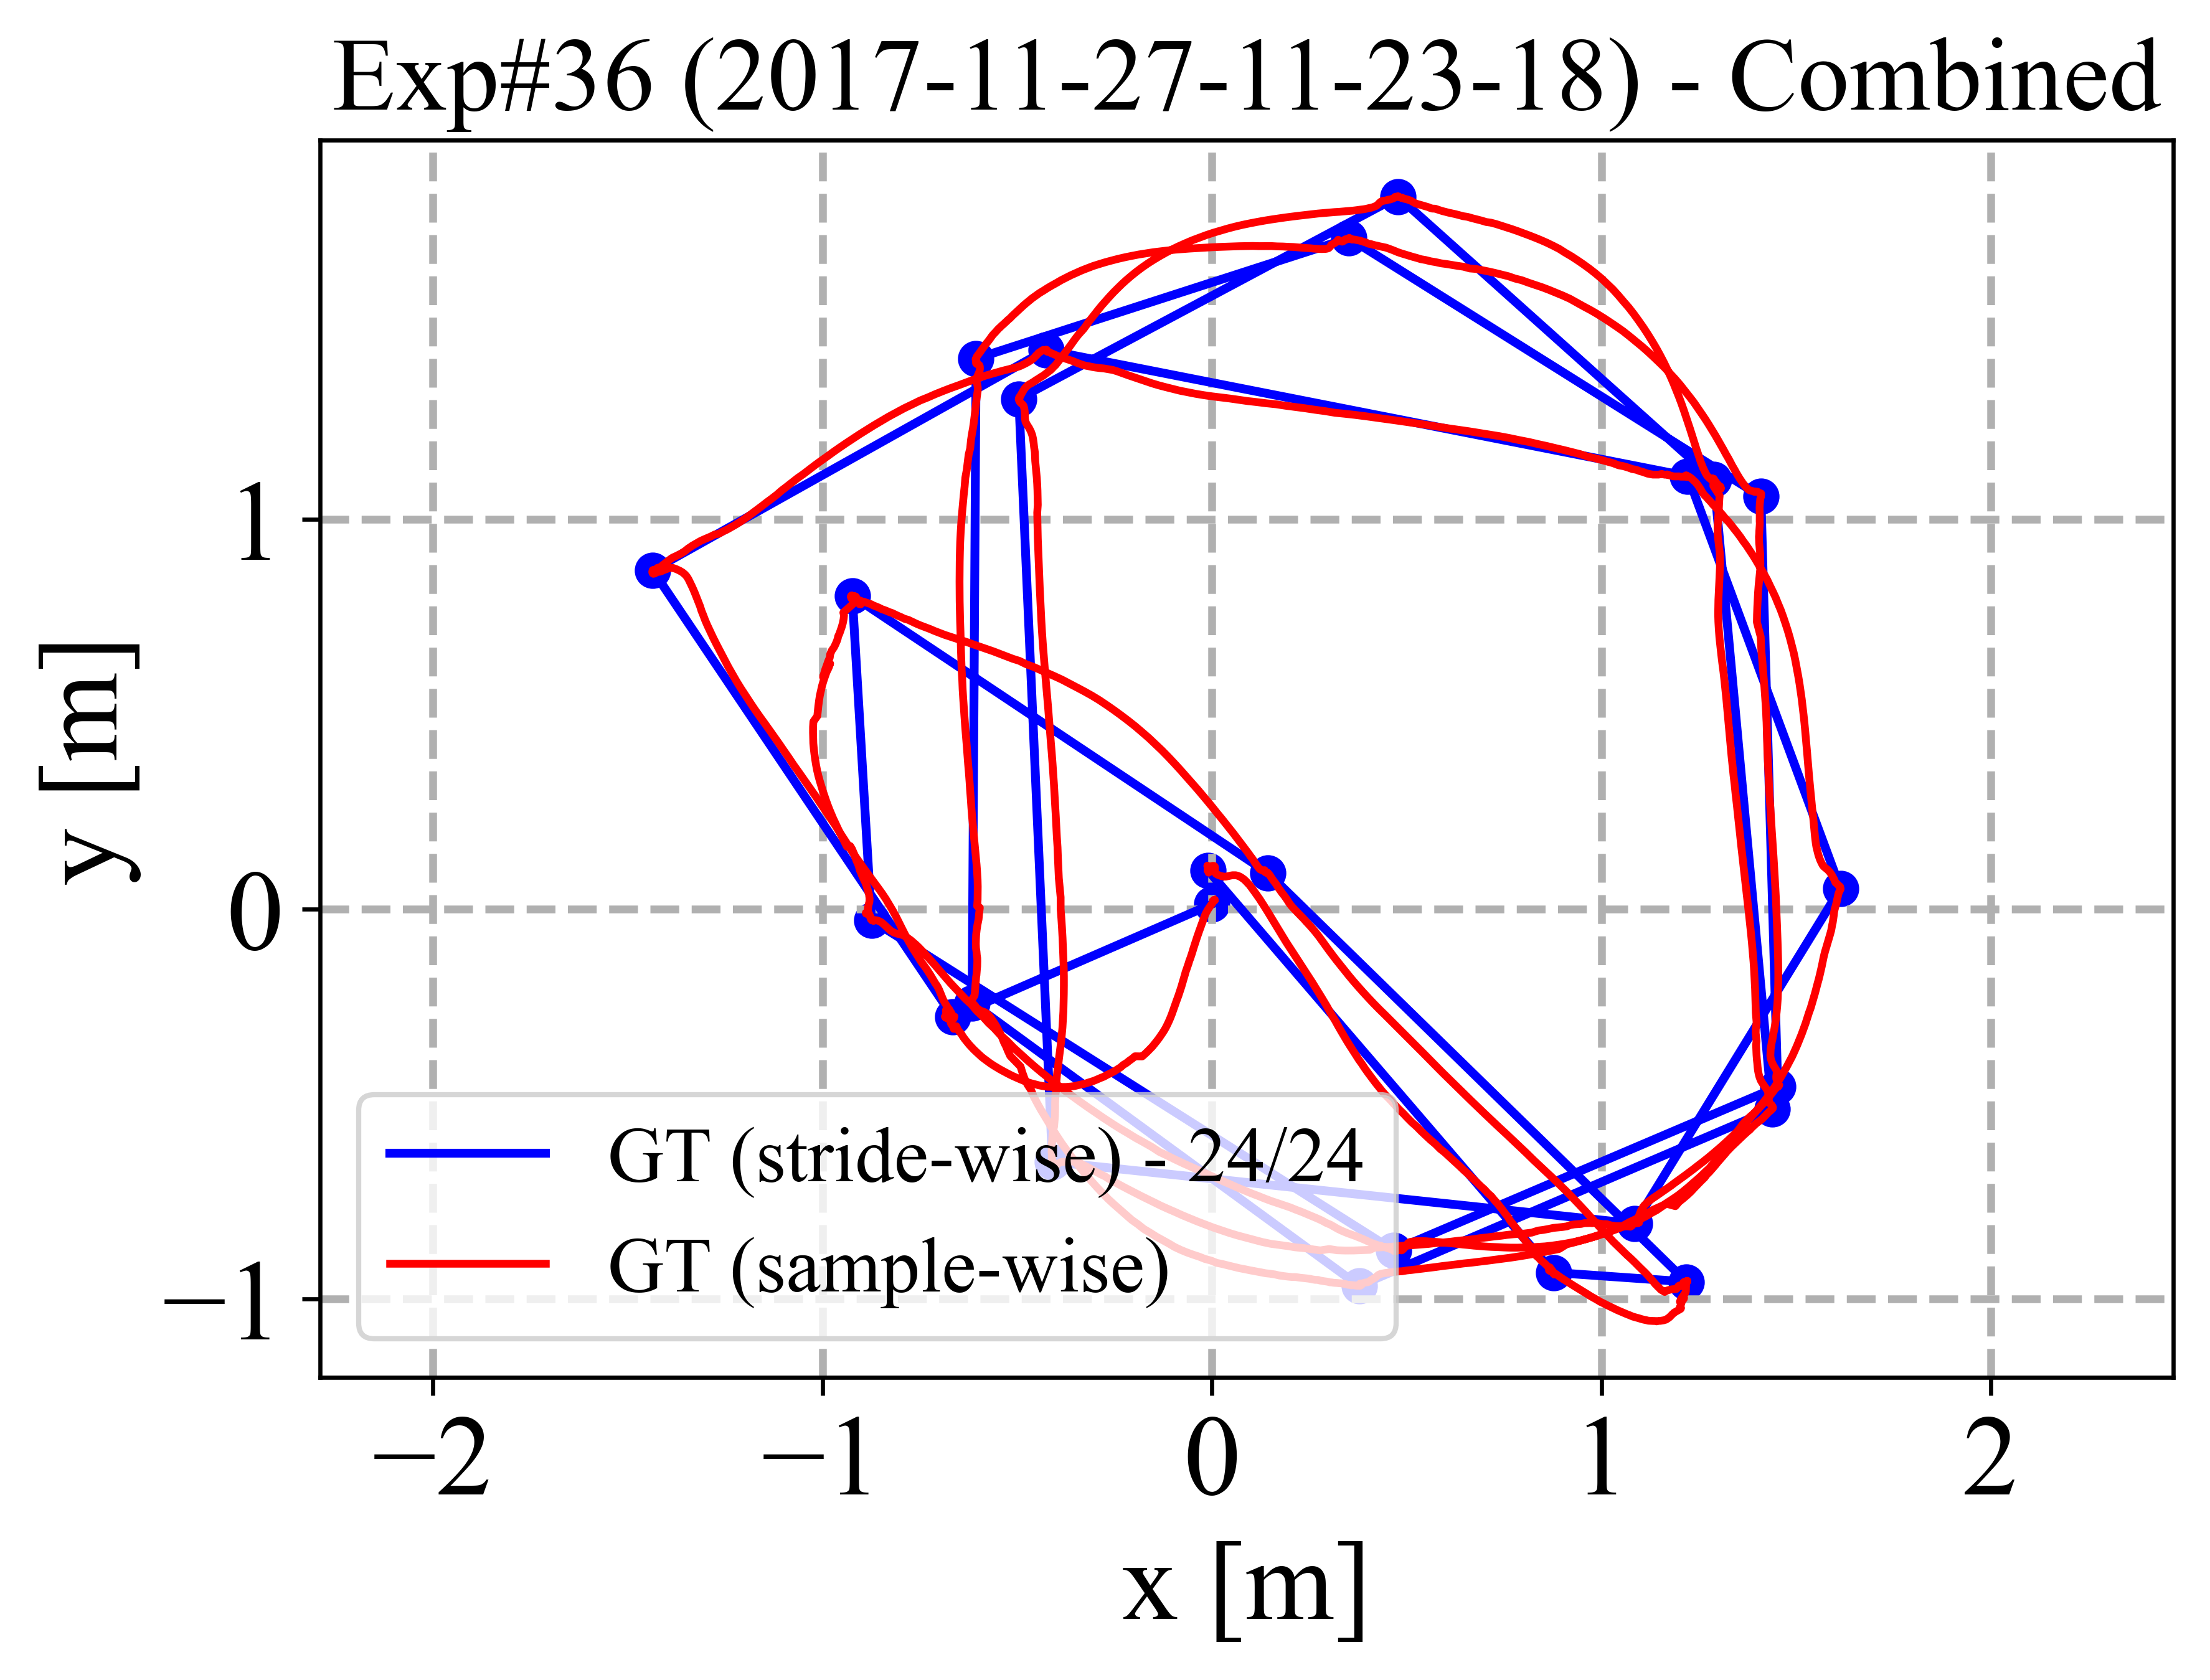 Exp#36 (2017-11-27-11-23-18) - Combined
y [m]
1
0
−1
GT (stride-wise) - 24/24
GT (sample-wise)
−2 −1 0 1 2
x [m]